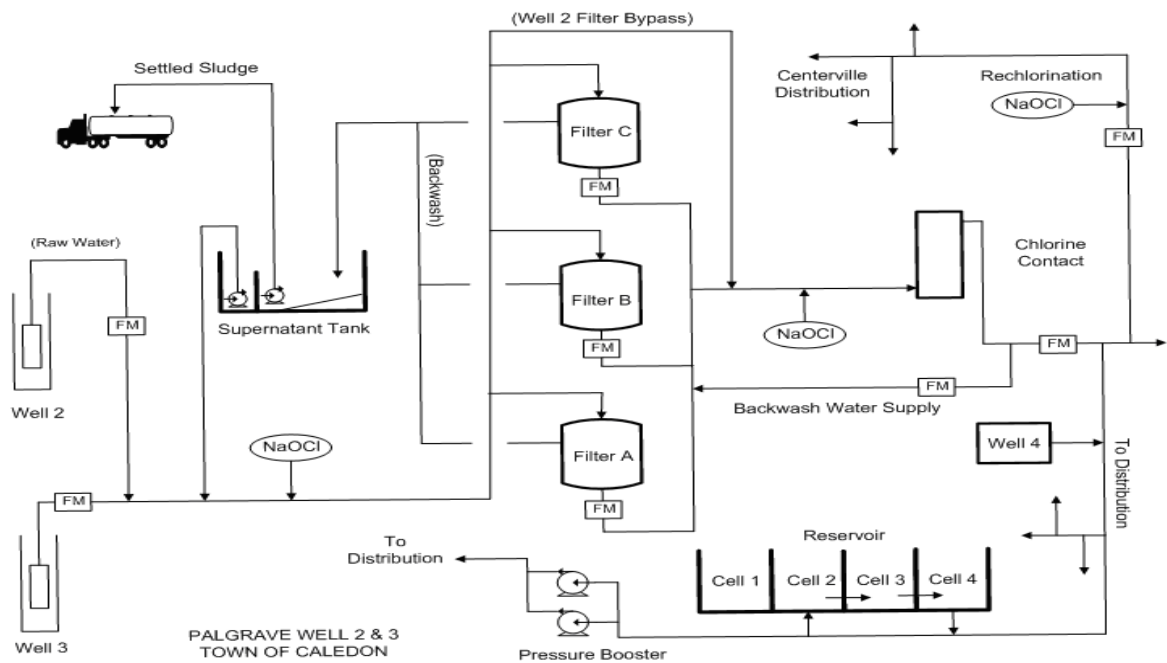 (Well 2 Filter Bypass)
Settled Sludge
Centerville
Distribution
Rechlorination
NaOCl
FM
Filter C
FM
(Backwash)
(Raw Water)
FM
Well 2
Supernatant Tank
Filter B
FM
NaOCl
Chlorine
Contact
FM
FM
Backwash Water Supply
Well 4
To Distribution
NaOCl
Filter A
FM
FM
Well 3
To
Distribution
Reservoir
Cell 1
Cell 2
Cell 3
Cell 4
Pressure Booster
PALGRAVE WELL 2 & 3
TOWN OF CALEDON